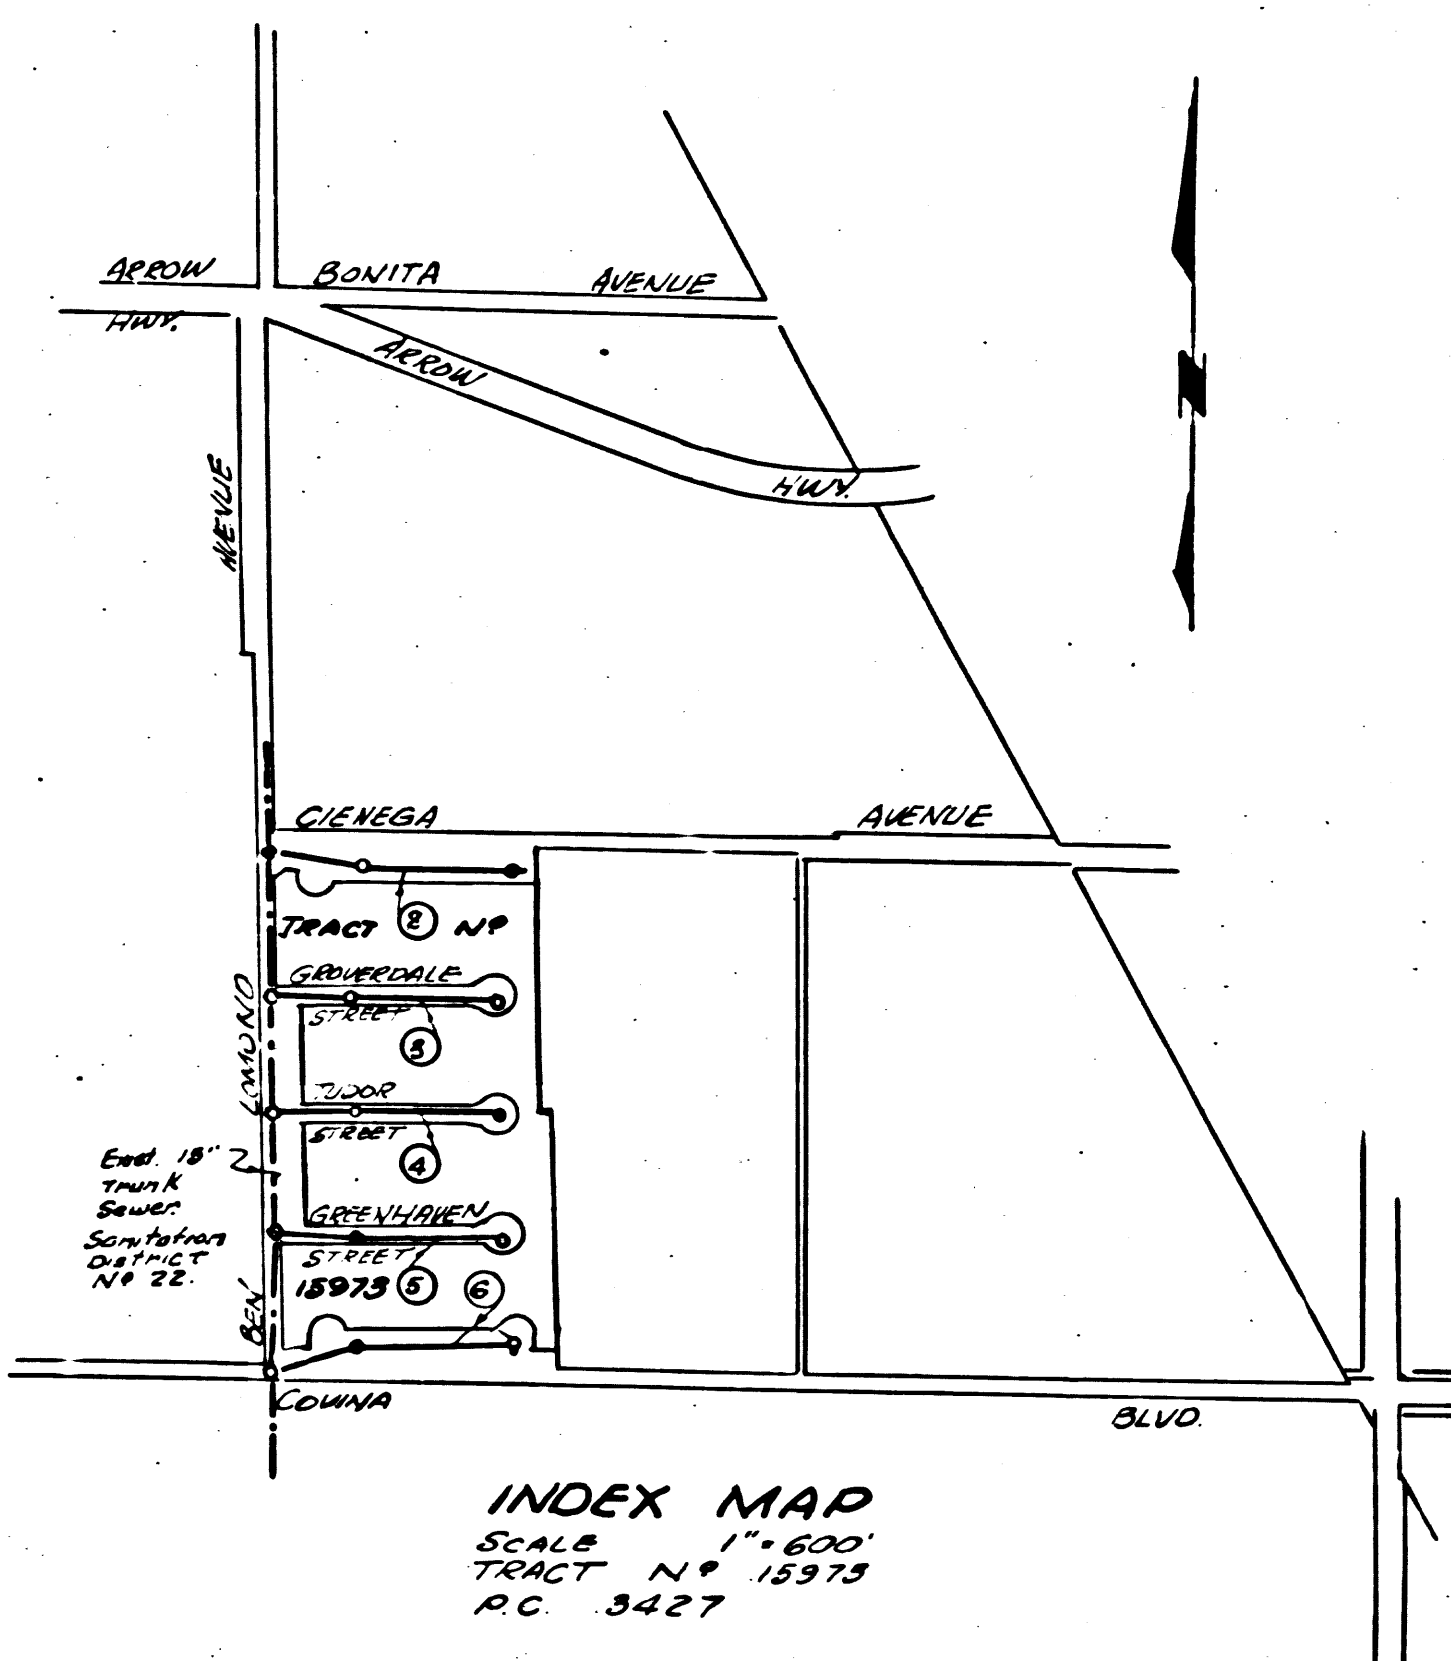 ARROW BONITA AVENUE
HWY.
ARROW
HWY.
AVENUE
CIENEGA AVENUE
2
TRACT Nº
GROVERDALE
STREET
3
LOMOND
TUDOR
STREET
4
Exist. 18"
Trunk
Sewer.
Sanitation
District
Nº 22.
GREENHAVEN
STREET
15973 5 6
BEN
COVINA
BLVD.
N
INDEX MAP
SCALE 1"=600'
TRACT Nº 15973
P.C. 3427